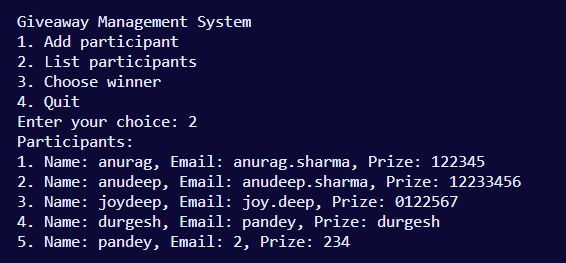 Giveaway Management System
1. Add participant
2. List participants
3. Choose winner
4. Quit
Enter your choice: 2
Participants:
1. Name: anurag, Email: anurag.sharma, Prize: 122345
2. Name: anudeep, Email: anudeep.sharma, Prize: 12233456
3. Name: joydeep, Email: joy.deep, Prize: 0122567
4. Name: durgesh, Email: pandey, Prize: durgesh
5. Name: pandey, Email: 2, Prize: 234